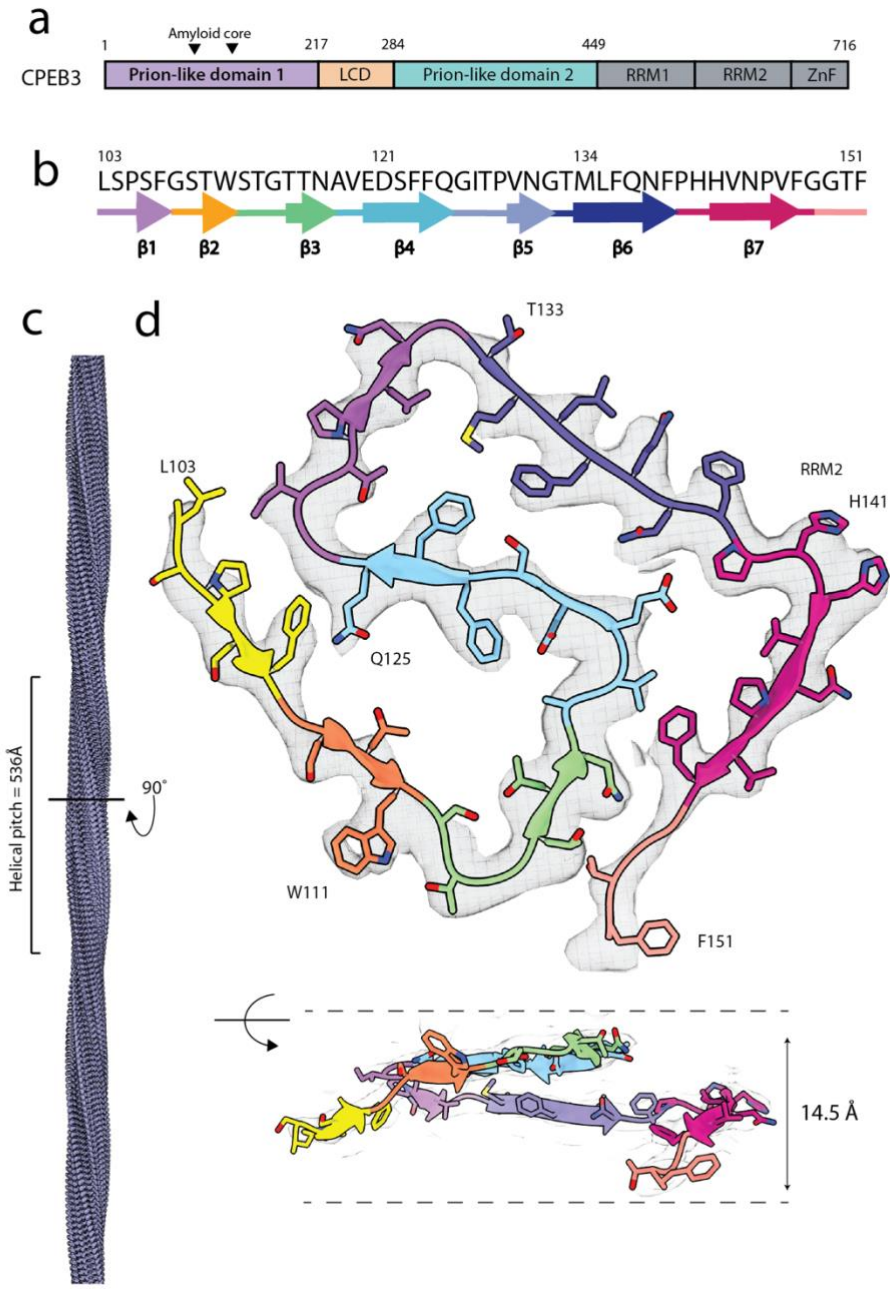 a
1 Amyloid core 217 284 449 716
CPEB3 Prion-like domain 1 LCD Prion-like domain 2 RRM1 RRM2 ZnF
b
103 121 134 151
LSPSFGSTWSTGTTNAVEDSFFQGITPVNGTMLFQNFPHHVNPVFGGTF
β1 β2 β3 β4 β5 β6 β7
c
d
T133
L103
RRM2
H141
Q125
Helical pitch = 536Å
90°
W111
F151
14.5 Å